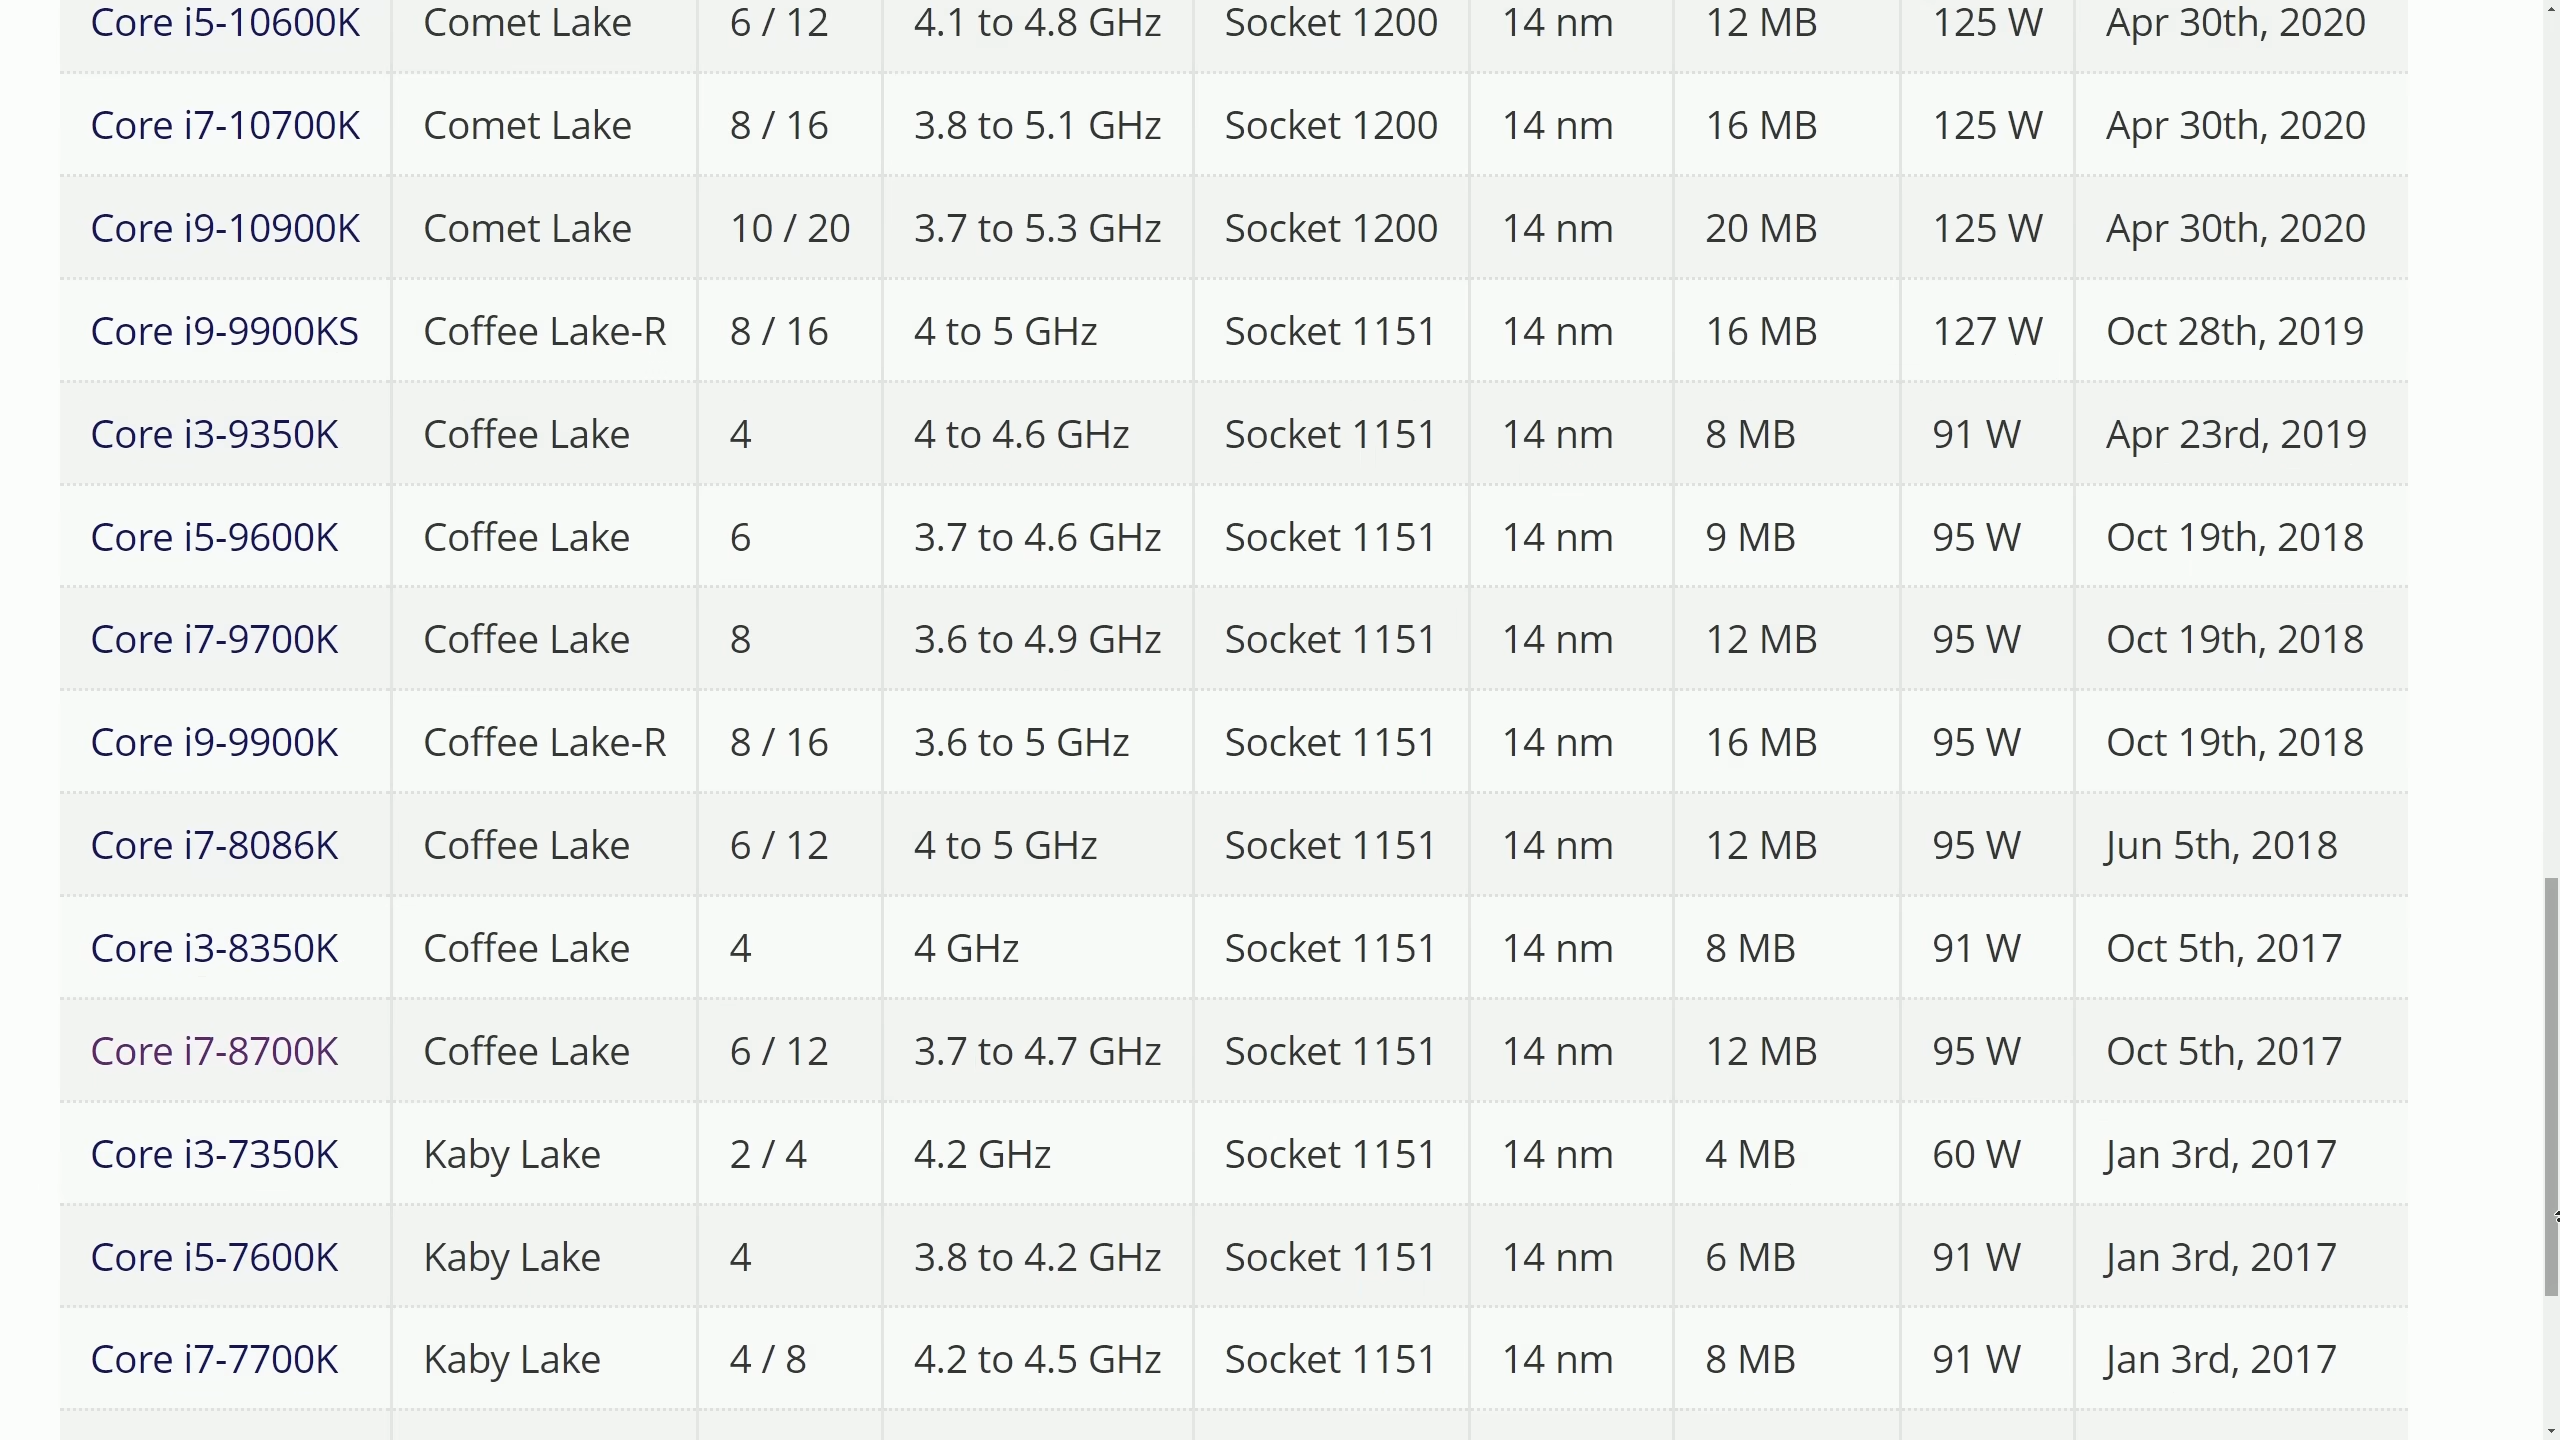 Core i5-10600K Comet Lake 6 / 12 4.1 to 4.8 GHz Socket 1200 14 nm 12 MB 125 W Apr 30th, 2020
Core i7-10700K Comet Lake 8 / 16 3.8 to 5.1 GHz Socket 1200 14 nm 16 MB 125 W Apr 30th, 2020
Core i9-10900K Comet Lake 10 / 20 3.7 to 5.3 GHz Socket 1200 14 nm 20 MB 125 W Apr 30th, 2020
Core i9-9900KS Coffee Lake-R 8 / 16 4 to 5 GHz Socket 1151 14 nm 16 MB 127 W Oct 28th, 2019
Core i3-9350K Coffee Lake 4 4 to 4.6 GHz Socket 1151 14 nm 8 MB 91 W Apr 23rd, 2019
Core i5-9600K Coffee Lake 6 3.7 to 4.6 GHz Socket 1151 14 nm 9 MB 95 W Oct 19th, 2018
Core i7-9700K Coffee Lake 8 3.6 to 4.9 GHz Socket 1151 14 nm 12 MB 95 W Oct 19th, 2018
Core i9-9900K Coffee Lake-R 8 / 16 3.6 to 5 GHz Socket 1151 14 nm 16 MB 95 W Oct 19th, 2018
Core i7-8086K Coffee Lake 6 / 12 4 to 5 GHz Socket 1151 14 nm 12 MB 95 W Jun 5th, 2018
Core i3-8350K Coffee Lake 4 4 GHz Socket 1151 14 nm 8 MB 91 W Oct 5th, 2017
Core i7-8700K Coffee Lake 6 / 12 3.7 to 4.7 GHz Socket 1151 14 nm 12 MB 95 W Oct 5th, 2017
Core i3-7350K Kaby Lake 2 / 4 4.2 GHz Socket 1151 14 nm 4 MB 60 W Jan 3rd, 2017
Core i5-7600K Kaby Lake 4 3.8 to 4.2 GHz Socket 1151 14 nm 6 MB 91 W Jan 3rd, 2017
Core i7-7700K Kaby Lake 4 / 8 4.2 to 4.5 GHz Socket 1151 14 nm 8 MB 91 W Jan 3rd, 2017